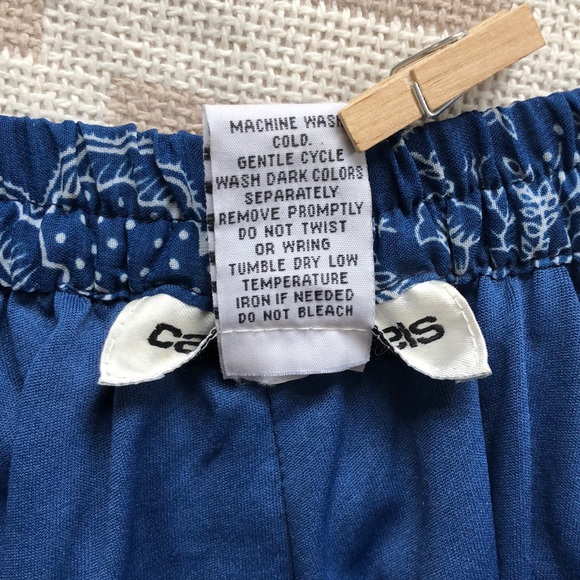 MACHINE WASH
COLD.
GENTLE CYCLE
WASH DARK COLORS
SEPARATELY
REMOVE PROMPTLY
DO NOT TWIST
OR WRING
TUMBLE DRY LOW
TEMPERATURE
IRON IF NEEDED
DO NOT BLEACH